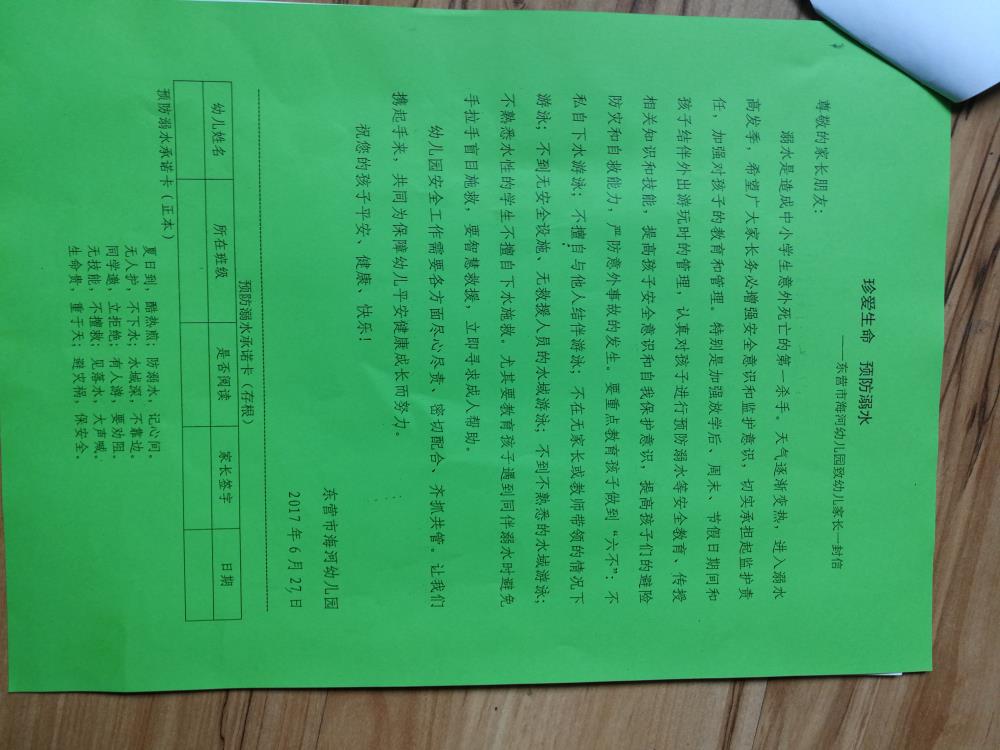 珍爱生命　预防溺水
——东营市海河幼儿园致幼儿家长一封信
尊敬的家长朋友：
溺水是造成中小学生意外死亡的第一杀手。天气逐渐变热，进入溺水
高发季，希望广大家长务必增强安全意识和监护意识，切实承担起监护责
任，加强对孩子的教育和管理。特别是加强放学后、周末、节假日期间和
孩子结伴外出游玩时的管理，认真对孩子进行预防溺水等安全教育、传授
相关知识和技能，提高孩子安全意识和自我保护意识，提高孩子们的避险
防灾和自救能力，严防意外事故的发生。要重点教育孩子做到“六不”：不
私自下水游泳；不擅自与他人结伴游泳；不在无家长或教师带领的情况下
游泳；不到无安全设施、无救援人员的水域游泳；不到不熟悉的水域游泳；
不熟悉水性的学生不擅自下水施救。尤其要教育孩子遇到同伴溺水时避免
手拉手盲目施救，要智慧救援，立即寻求成人帮助。
幼儿园安全工作需要各方面尽心尽责、密切配合、齐抓共管。让我们
携起手来，共同为保障幼儿平安健康成长而努力。
祝您的孩子平安、健康、快乐！
东营市海河幼儿园
2017年6月27日
预防溺水承诺卡（存根）
幼儿姓名 所在班级 是否阅读 家长签字 日期
预防溺水承诺卡（正本）
夏日到，酷热煎；防溺水，记心间。
无人护，不下水；水域深，不靠边。
同学邀，立拒绝；有人游，要劝阻。
无技能，不擅救；见落水，大声喊。
生命贵，重于天；避灾祸，保安全。